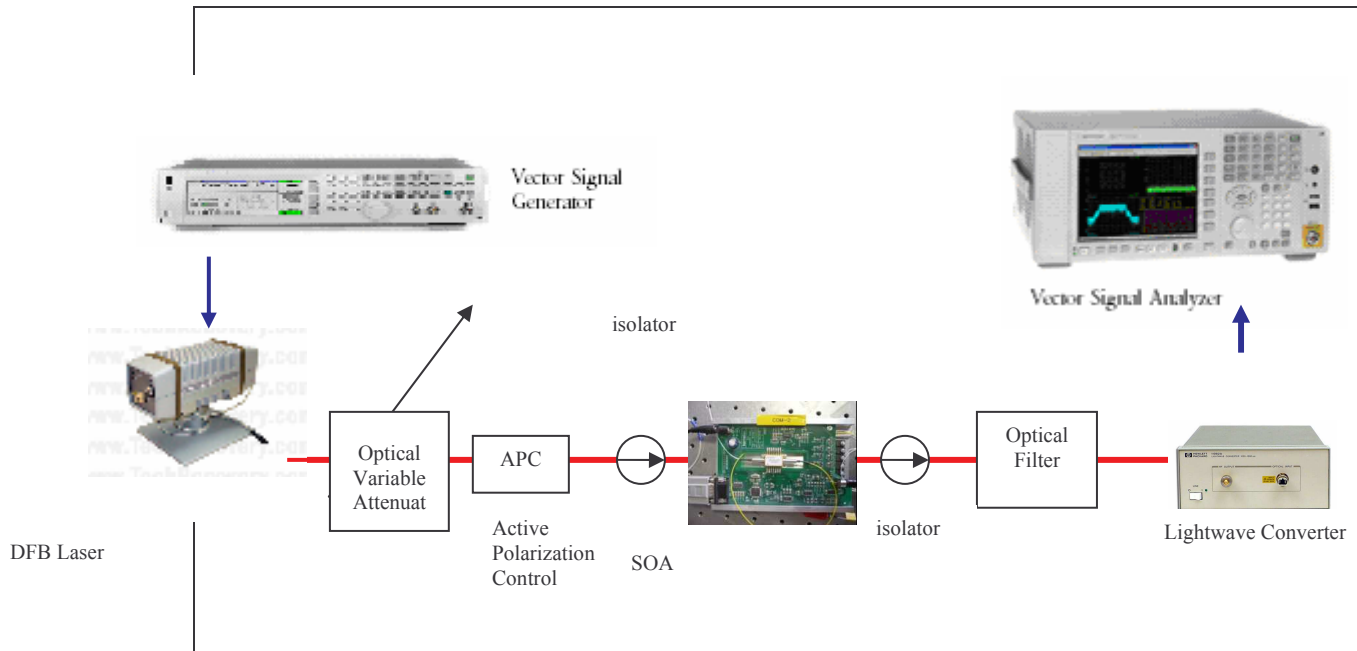 Vector Signal
Generator
Vector Signal Analyzer
isolator
Optical
Variable
Attenuat
APC
Optical
Filter
Active
Polarization
Control
SOA
isolator
Lightwave Converter
DFB Laser